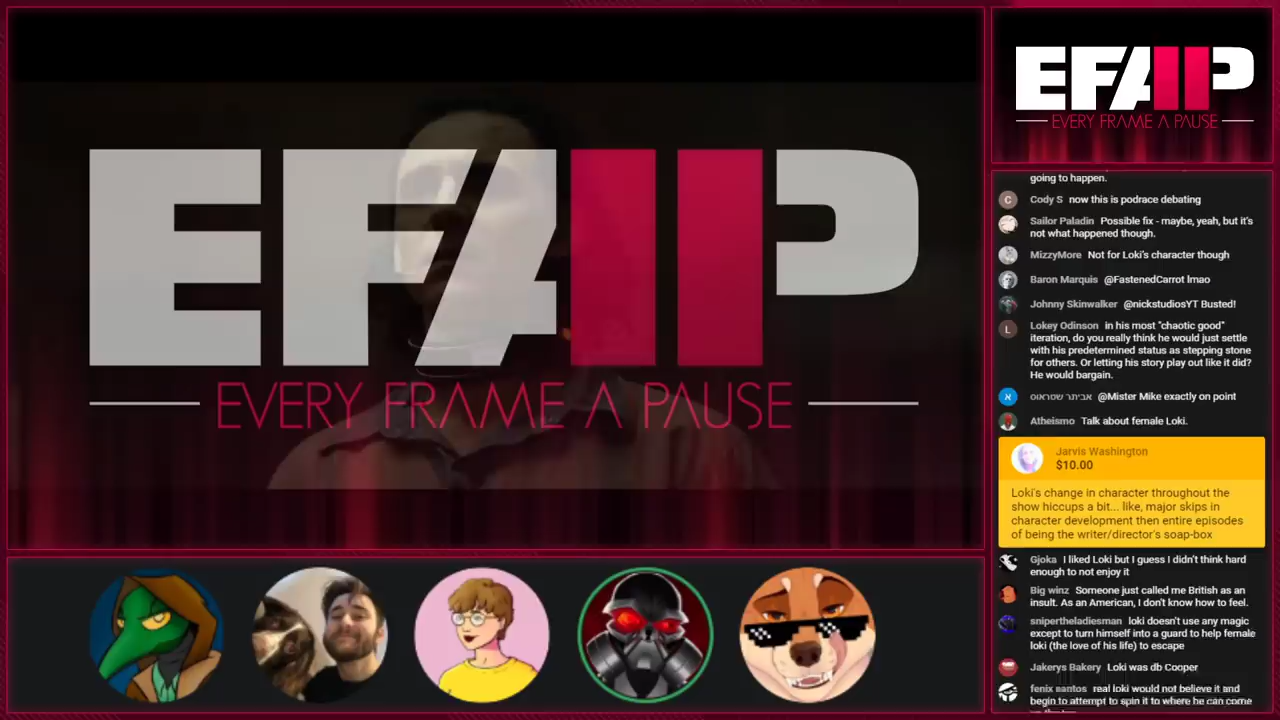 EFAP
EVERY FRAME A PAUSE
EFAP
EVERY FRAME A PAUSE
going to happen.
Cody S now this is podrace debating
Sailor Paladin Possible fix - maybe, yeah, but it's
not what happened though.
MizzyMore Not for Loki's character though
Baron Marquis @FastenedCarrot lmao
Johnny Skinwalker @nickstudiosYT Busted!
Lokey Odinson in his most "chaotic good"
iteration, do you really think he would just settle
with his predetermined status as stepping stone
for others. Or letting his story play out like it did?
He would bargain.
אביתר שטראוס @Mister Mike exactly on point
Atheismo Talk about female Loki.
Jarvis Washington
$10.00
Loki's change in character throughout the
show hiccups a bit... like, major skips in
character development then entire episodes
of being the writer/director's soap-box
Gjoka I liked Loki but I guess I didn't think hard
enough to not enjoy it
Big winz Someone just called me British as an
insult. As an American, I don't know how to feel.
snipertheladiesman loki doesn't use any magic
except to turn himself into a guard to help female
loki (the love of his life) to escape
Jakerys Bakery Loki was db Cooper
fenix santos real loki would not believe it and
begin to attempt to spin it to where he can come